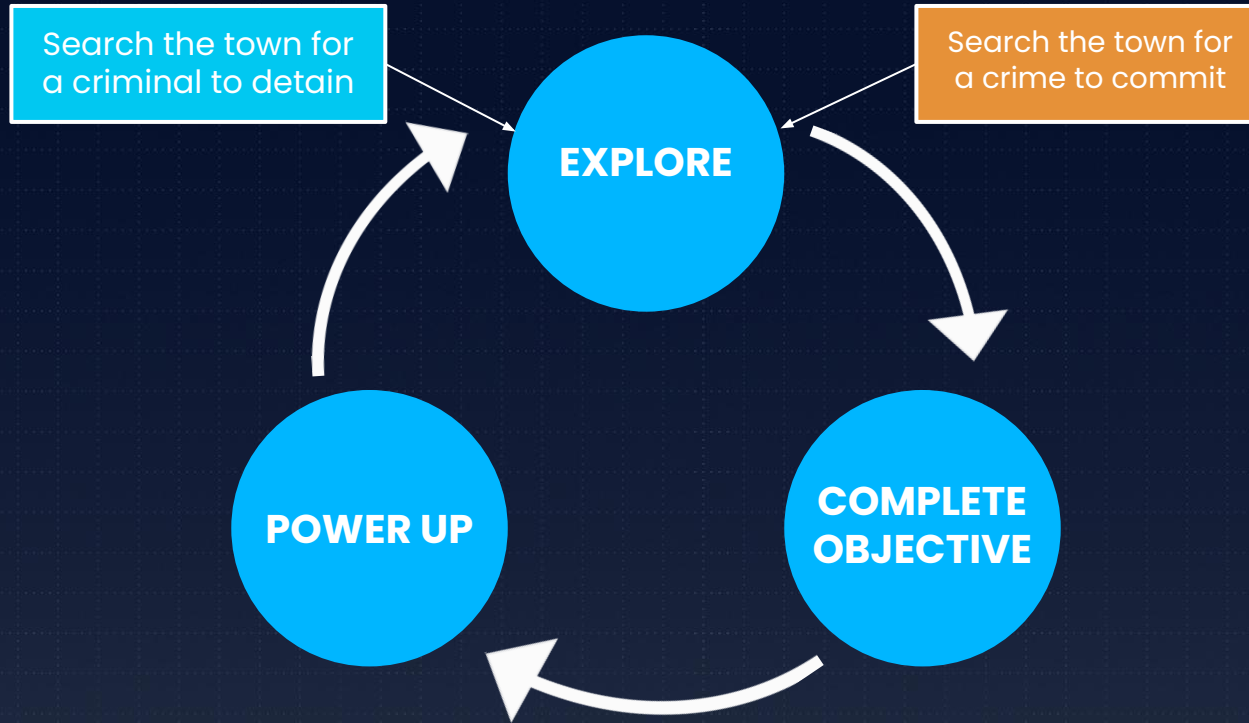 Search the town for
a criminal to detain
Search the town for
a crime to commit
EXPLORE
POWER UP
COMPLETE
OBJECTIVE